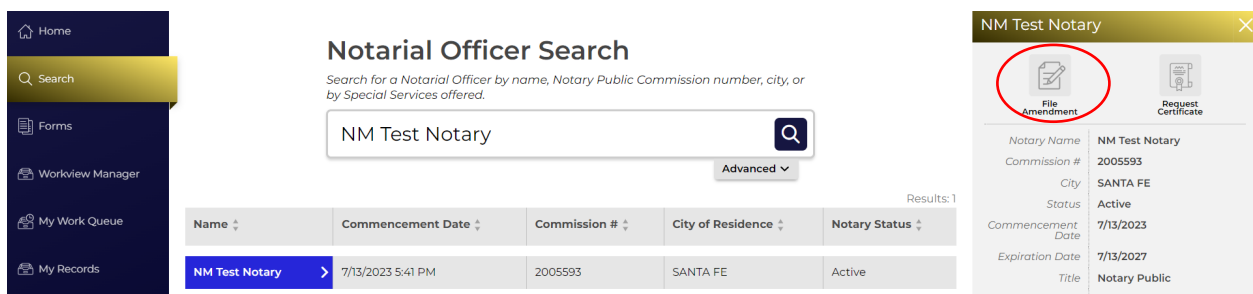 Home
Search
Forms
Workview Manager
My Work Queue
My Records
Notarial Officer Search
Search for a Notarial Officer by name, Notary Public Commission number, city, or
by Special Services offered.
NM Test Notary
Advanced
Results: 1
Name Commencement Date Commission # City of Residence Notary Status
NM Test Notary 7/13/2023 5:41 PM 2005593 SANTA FE Active
NM Test Notary
File
Amendment
Request
Certificate
Notary Name NM Test Notary
Commission # 2005593
City SANTA FE
Status Active
Commencement 7/13/2023
Date
Expiration Date 7/13/2027
Title Notary Public